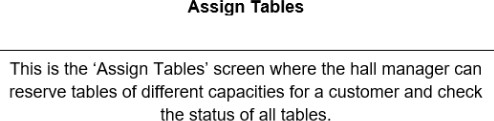 Assign Tables
This is the ‘Assign Tables’ screen where the hall manager can
reserve tables of different capacities for a customer and check
the status of all tables.